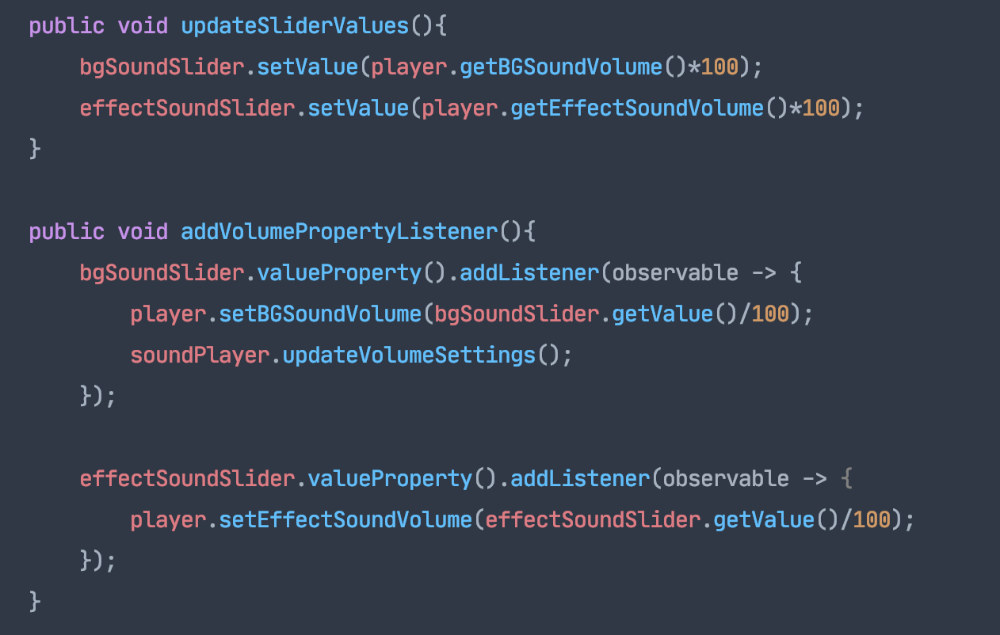 public void updateSliderValues(){
    bgSoundSlider.setValue(player.getBGSoundVolume()*100);
    effectSoundSlider.setValue(player.getEffectSoundVolume()*100);
}

public void addVolumePropertyListener(){
    bgSoundSlider.valueProperty().addListener(observable -> {
        player.setBGSoundVolume(bgSoundSlider.getValue()/100);
        soundPlayer.updateVolumeSettings();
    });

    effectSoundSlider.valueProperty().addListener(observable -> {
        player.setEffectSoundVolume(effectSoundSlider.getValue()/100);
    });
}